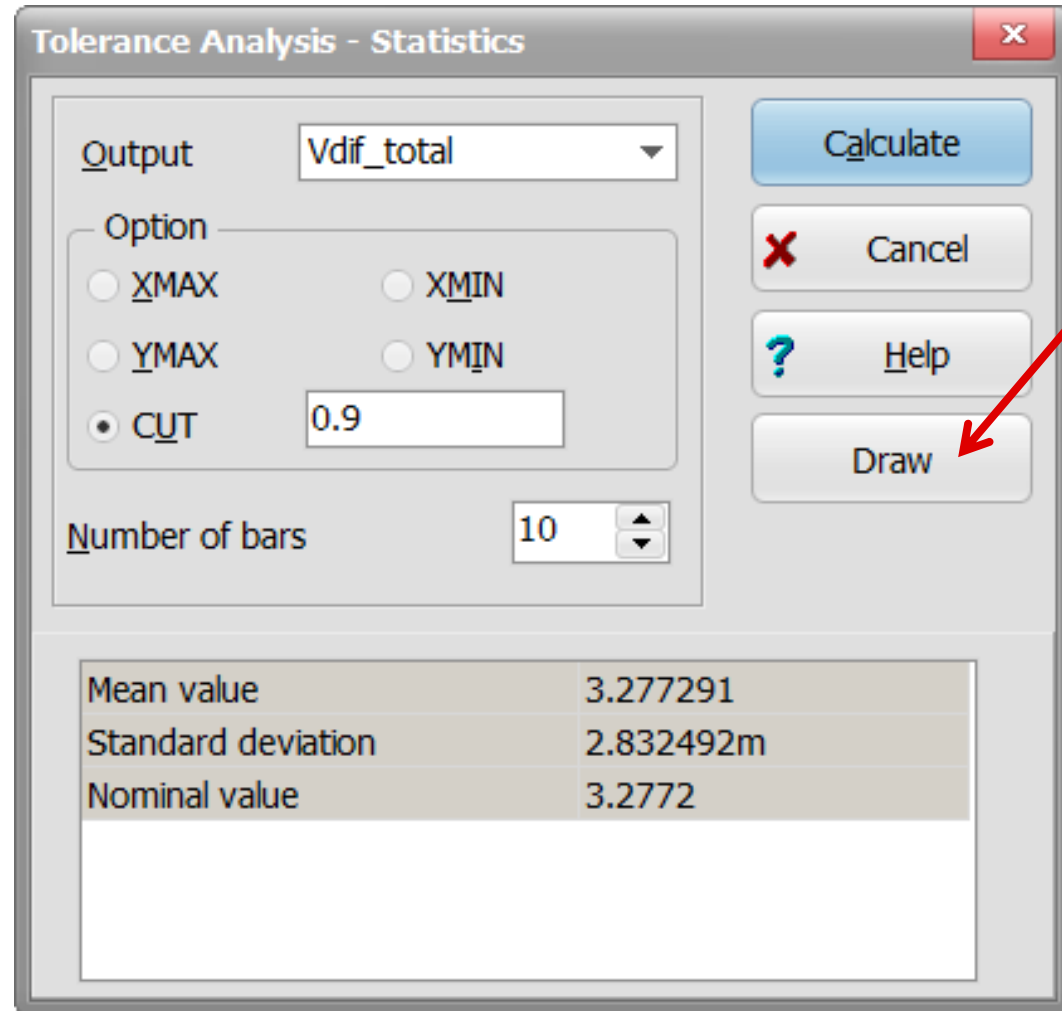 Tolerance Analysis - Statistics
Output Vdif_total
Calculate
Option
Cancel
XMAX XMIN
YMAX YMIN
Help
CUT 0.9
Draw
Number of bars 10
Mean value 3.277291
Standard deviation 2.832492m
Nominal value 3.2772